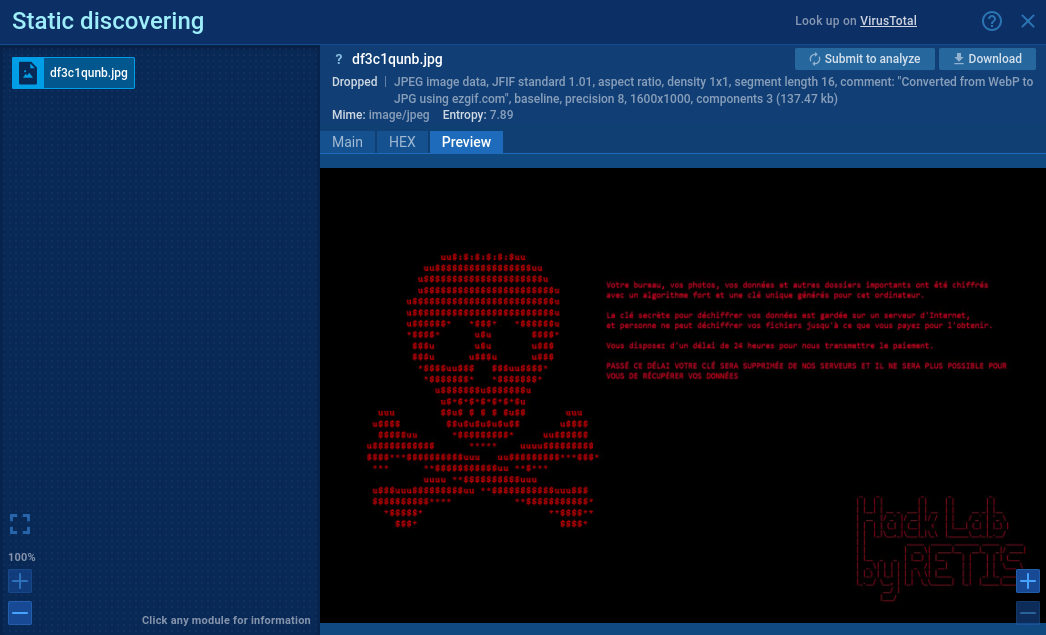 Static discovering
Look up on VirusTotal
?
df3c1qunb.jpg
? df3c1qunb.jpg
Submit to analyze
Download
Dropped | JPEG image data, JFIF standard 1.01, aspect ratio, density 1x1, segment length 16, comment: "Converted from WebP to
JPG using ezgif.com", baseline, precision 8, 1600x1000, components 3 (137.47 kb)
Mime: image/jpeg Entropy: 7.89
Main
HEX
Preview
Votre bureau, vos photos, vos données et autres dossiers importants ont été chiffrés
avec un algorithme fort et une clé unique générés pour cet ordinateur.
La clé secrète pour déchiffrer vos données est gardée sur un serveur d'Internet,
et personne ne peut déchiffrer vos fichiers jusqu'à ce que vous payez pour l'obtenir.
Vous disposez d'un délai de 24 heures pour nous transmettre le paiement.
PASSÉ CE DÉLAI VOTRE CLÉ SERA SUPPRIMÉE DE NOS SERVEURS ET IL NE SERA PLUS POSSIBLE POUR
VOUS DE RÉCUPÉRER VOS DONNÉES
100%
Click any module for information